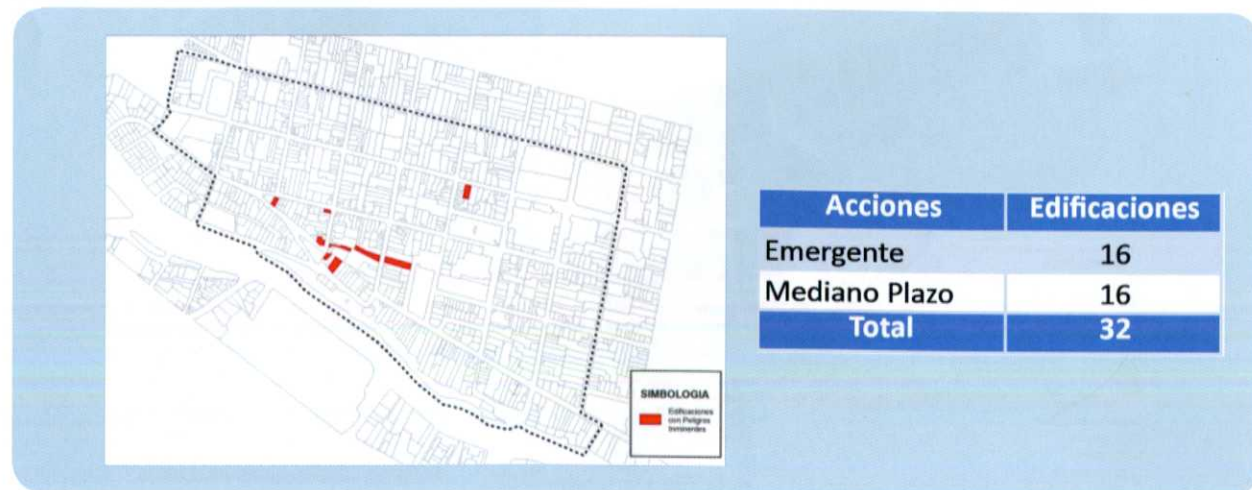 SIMBOLOGIA
Edificaciones
con Peligros
Inminentes
Acciones Edificaciones
Emergente 16
Mediano Plazo 16
Total 32